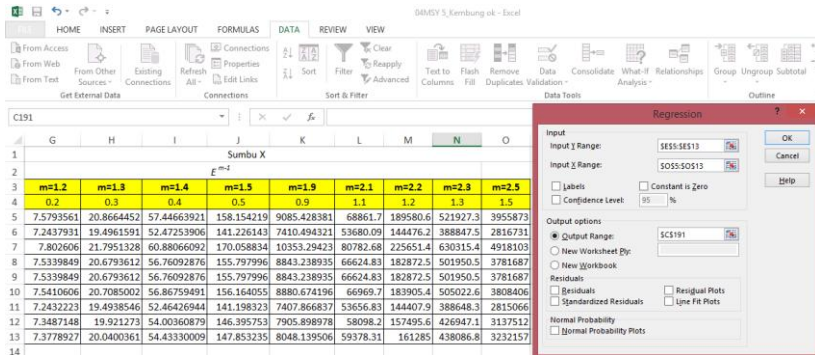 04MSY 5_Kembung ok - Excel
HOME INSERT PAGE LAYOUT FORMULAS DATA REVIEW VIEW
From Access
From Web
From Text
From Other Sources
Existing Connections
Get External Data
Refresh All
Connections
Properties
Edit Links
Connections
Sort
Filter
Clear
Reapply
Advanced
Sort & Filter
Text to Columns
Flash Fill
Remove Duplicates
Data Validation
Consolidate
What-If Analysis
Relationships
Data Tools
Group Ungroup Subtotal
Outline
C191
fx
G H I J K L M N O
1 Sumbu X
2 E m-1
3 m=1.2 m=1.3 m=1.4 m=1.5 m=1.9 m=2.1 m=2.2 m=2.3 m=2.5
4 0.2 0.3 0.4 0.5 0.9 1.1 1.2 1.3 1.5
5 7.5793561 20.8664452 57.44663921 158.154219 9085.428381 68861.7 189580.6 521927.3 3955873
6 7.2437931 19.4961591 52.47253906 141.226143 7410.494321 53680.09 144476.2 388847.5 2816731
7 7.802606 21.7951328 60.88066092 170.058834 10353.29423 80782.68 225651.4 630315.4 4918103
8 7.5339849 20.6793612 56.76092876 155.797996 8843.238935 66624.83 182872.5 501950.5 3781687
9 7.5339849 20.6793612 56.76092876 155.797996 8843.238935 66624.83 182872.5 501950.5 3781687
10 7.5410606 20.7085002 56.86759491 156.164055 8880.674196 66969.7 183905.4 505022.6 3808406
11 7.2432223 19.4938546 52.46426944 141.198323 7407.866837 53656.83 144407.9 388648.3 2815066
12 7.3487148 19.921273 54.00360879 146.395753 7905.898978 58098.2 157495.6 426947.1 3137512
13 7.3778927 20.0400361 54.43330009 147.853235 8048.139506 59378.31 161285 438086.8 3232157
Regression ? ×
Input
Input Y Range: $E$5:$E$13
Input X Range: $O$5:$O$13
Labels Constant is Zero
Confidence Level: 95 %
OK
Cancel
Help
Output options
Output Range: $C$191
New Worksheet Ply:
New Workbook
Residuals
Residuals Residual Plots
Standardized Residuals Line Fit Plots
Normal Probability
Normal Probability Plots